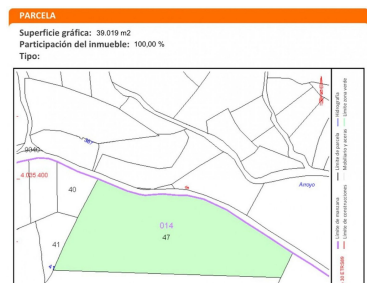 PARCELA
Superficie gráfica: 39.019 m2
Participación del inmueble: 100,00 %
Tipo:
9040
4 035 400
40
Arroyo
014
47
41
Límite de manzana
Límite de parcela
Hidrografía
Límite de construcciones
Mobiliario y aceras
Límite zona verde